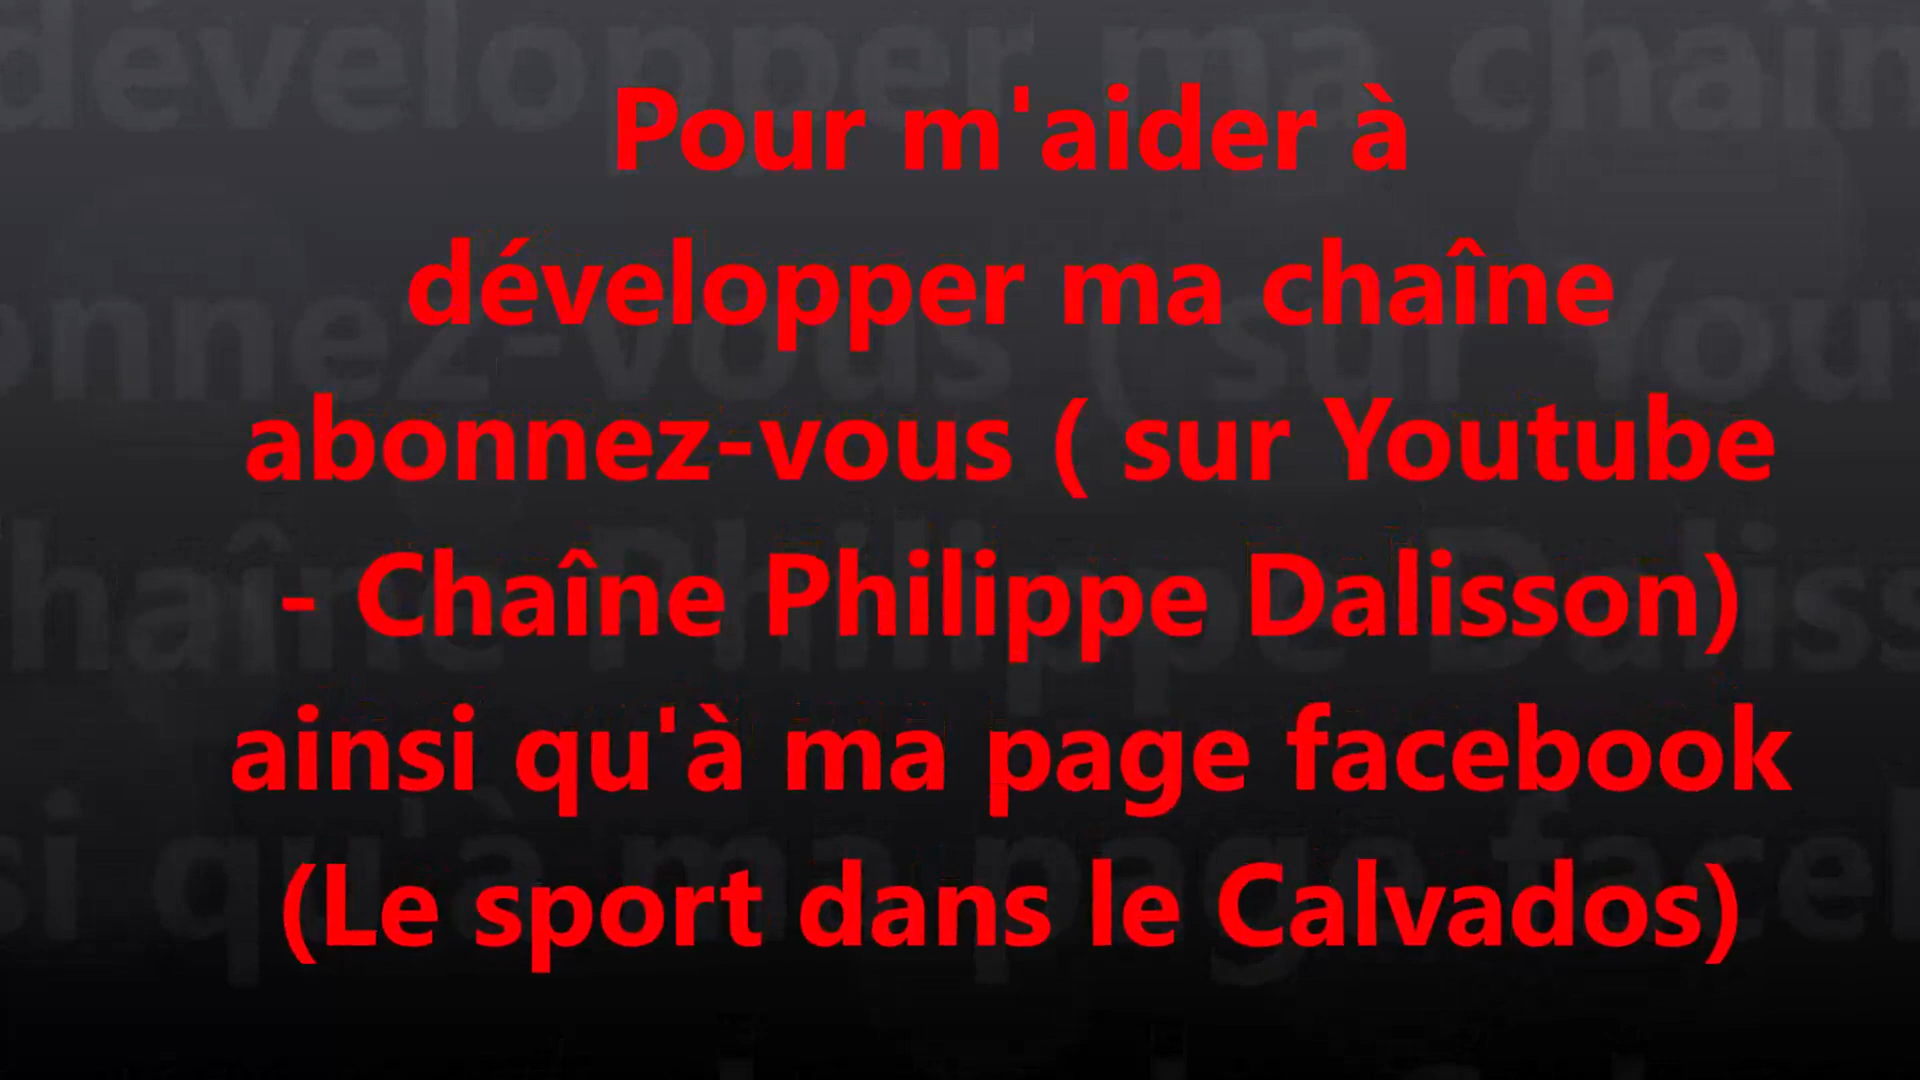 Pour m'aider à
développer ma chaîne
abonnez-vous ( sur Youtube
- Chaîne Philippe Dalisson)
ainsi qu'à ma page facebook
(Le sport dans le Calvados)